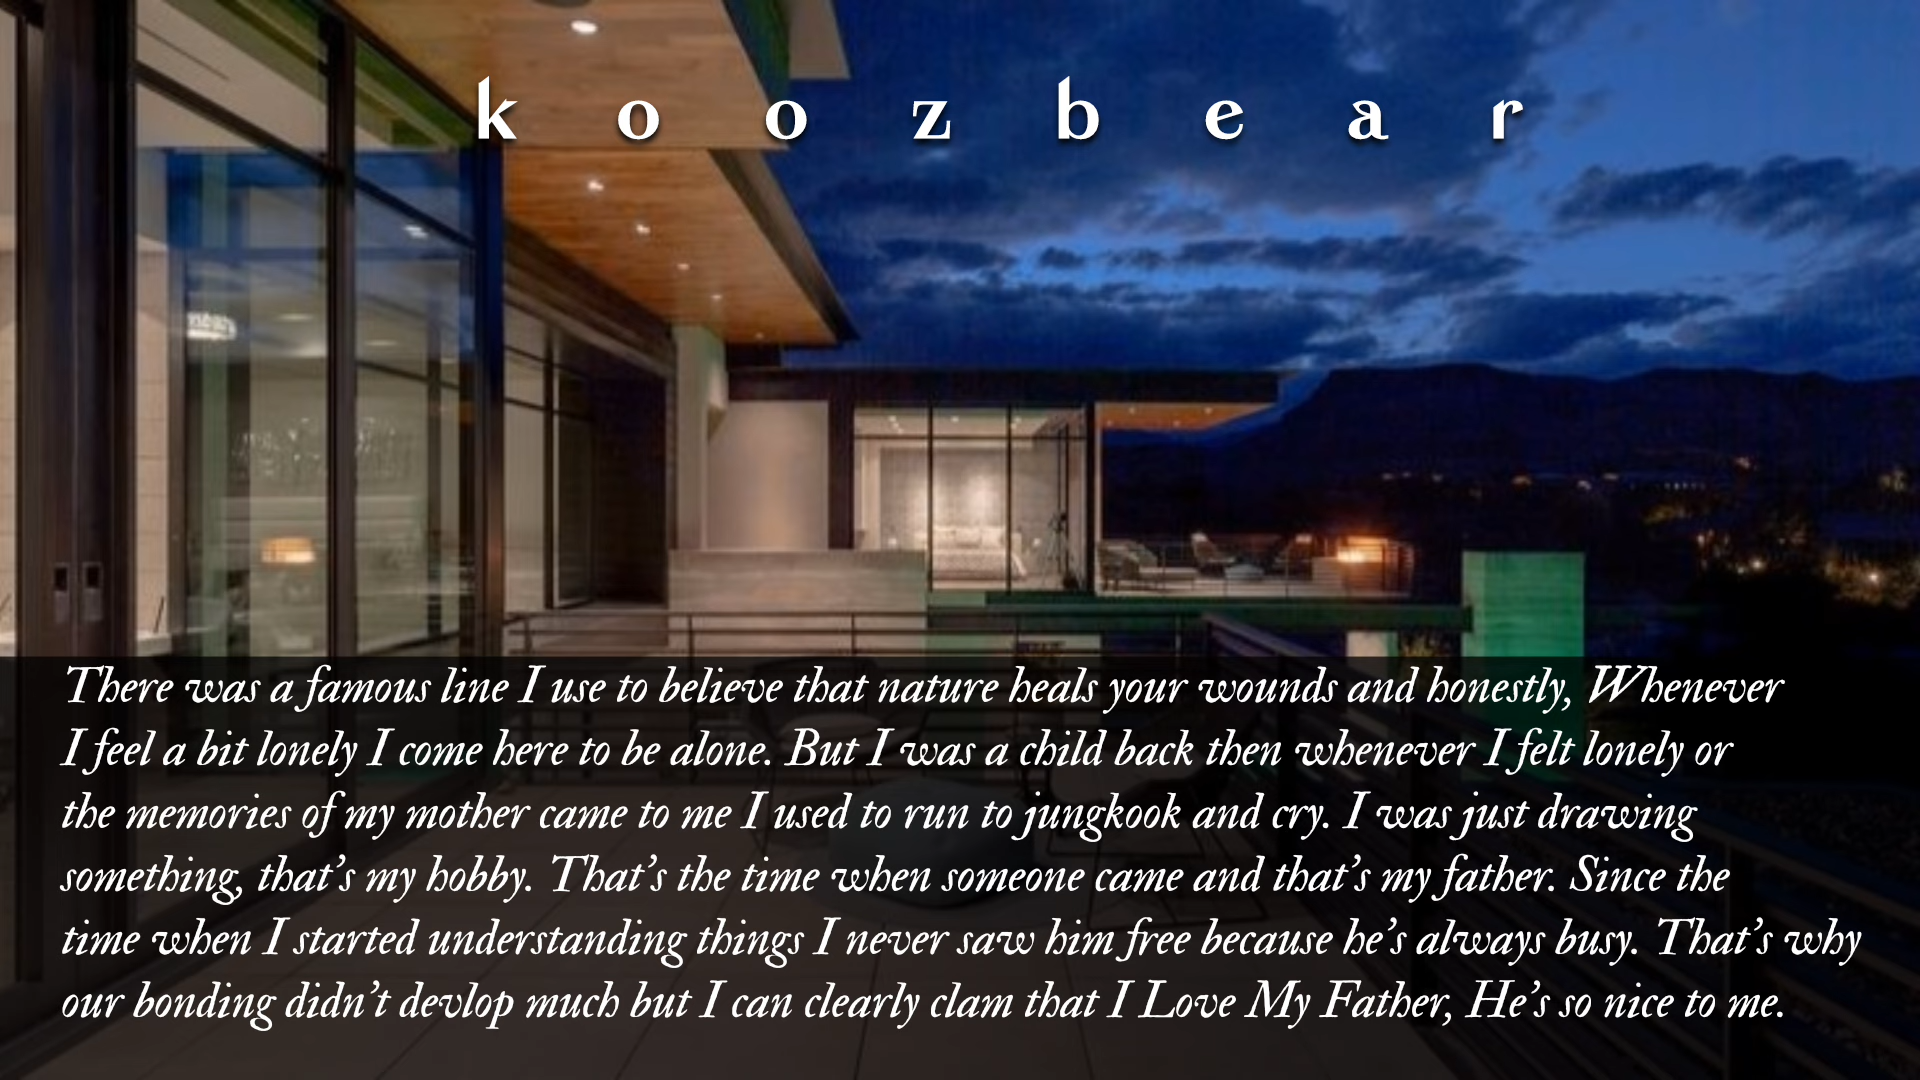 k o o z b e a r
There was a famous line I use to believe that nature heals your wounds and honestly, Whenever
I feel a bit lonely I come here to be alone. But I was a child back then whenever I felt lonely or
the memories of my mother came to me I used to run to jungkook and cry. I was just drawing
something, that's my hobby. That's the time when someone came and that's my father. Since the
time when I started understanding things I never saw him free because he's always busy. That's why
our bonding didn't devlop much but I can clearly clam that I Love My Father, He's so nice to me.